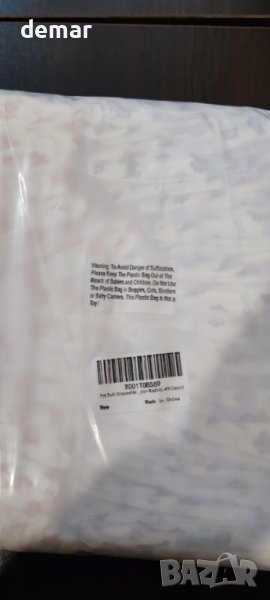 demar
Warning: To Avoid Danger of Suffocation,
Please Keep The Plastic Bag Out of The
Reach of Babies and Children. Do Not Use
The Plastic Bag in Buggies, Cots, Strollers
or Baby Carriers. This Plastic Bag Is Not a
Toy!
X001T0BS69
New Made in China
BAZAR